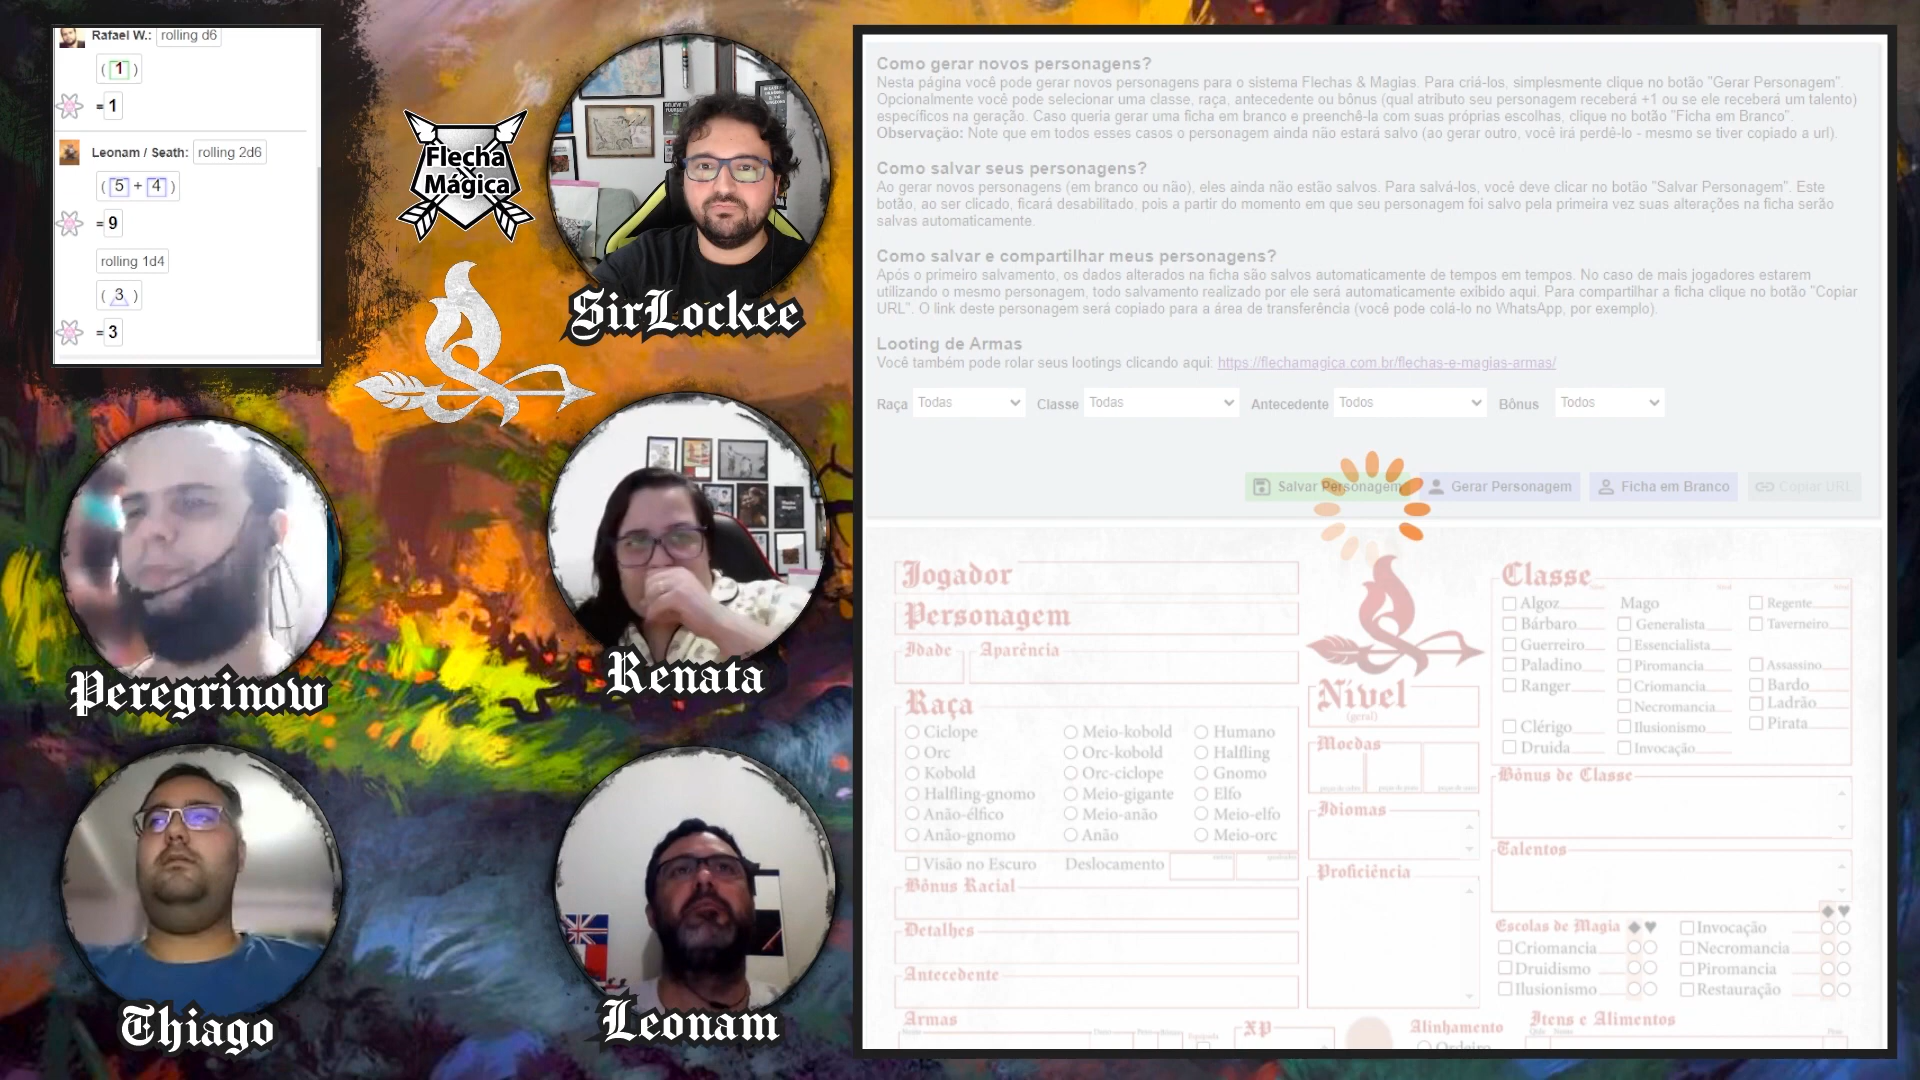 Rafael W.: rolling d6
( 1 )
= 1
Leonam / Seath: rolling 2d6
( 5 + 4 )
= 9
rolling 1d4
( 3 )
= 3
Flecha
Mágica
SirLockee
Peregrinow
Renata
Thiago
Leonam
Como gerar novos personagens?
Nesta página você pode gerar novos personagens para o sistema Flechas & Magias. Para criá-los, simplesmente clique no botão "Gerar Personagem".
Opcionalmente você pode selecionar uma classe, raça, antecedente ou bônus (qual atributo seu personagem receberá +1 ou se ele receberá um talento)
específicos na geração. Caso queria gerar uma ficha em branco e preenchê-la com suas próprias escolhas, clique no botão "Ficha em Branco".
Observação: Note que em todos esses casos o personagem ainda não estará salvo (ao gerar outro, você irá perdê-lo - mesmo se tiver copiado a url).
Como salvar seus personagens?
Ao gerar novos personagens (em branco ou não), eles ainda não estão salvos. Para salvá-los, você deve clicar no botão "Salvar Personagem". Este
botão, ao ser clicado, ficará desabilitado, pois a partir do momento em que seu personagem foi salvo pela primeira vez suas alterações na ficha serão
salvas automaticamente.
Como salvar e compartilhar meus personagens?
Após o primeiro salvamento, os dados alterados na ficha são salvos automaticamente de tempos em tempos. No caso de mais jogadores estarem
utilizando o mesmo personagem, todo salvamento realizado por ele será automaticamente exibido aqui. Para compartilhar a ficha clique no botão "Copiar
URL". O link deste personagem será copiado para a área de transferência (você pode colá-lo no WhatsApp, por exemplo).
Looting de Armas
Você também pode rolar seus lootings clicando aqui: https://flechamagica.com.br/flechas-e-magias-armas/
Raça Todas Classe Todas Antecedente Todos Bônus Todos
Salvar Personagem Gerar Personagem Ficha em Branco Copiar URL
Jogador
Personagem
Idade Aparência
Raça
Ciclope Meio-kobold Humano
Orc Orc-kobold Halfling
Kobold Orc-ciclope Gnomo
Halfling-gnomo Meio-gigante Elfo
Anão-élfico Meio-anão Meio-elfo
Anão-gnomo Anão Meio-orc
Visão no Escuro Deslocamento
Bônus Racial
Detalhes
Antecedente
Armas
Nível
(geral)
Moedas
Idiomas
Proficiência
XP
Classe
Algoz Mago Regente
Bárbaro Generalista Taverneiro
Guerreiro Essencialista
Paladino Piromancia Assassino
Ranger Criomancia Bardo
Necromancia Ladrão
Clérigo Ilusionismo Pirata
Druida Invocação
Bônus de Classe
Talentos
Escolas de Magia Invocação
Criomancia Necromancia
Druidismo Piromancia
Ilusionismo Restauração
Alinhamento
Ordeiro
Itens e Alimentos